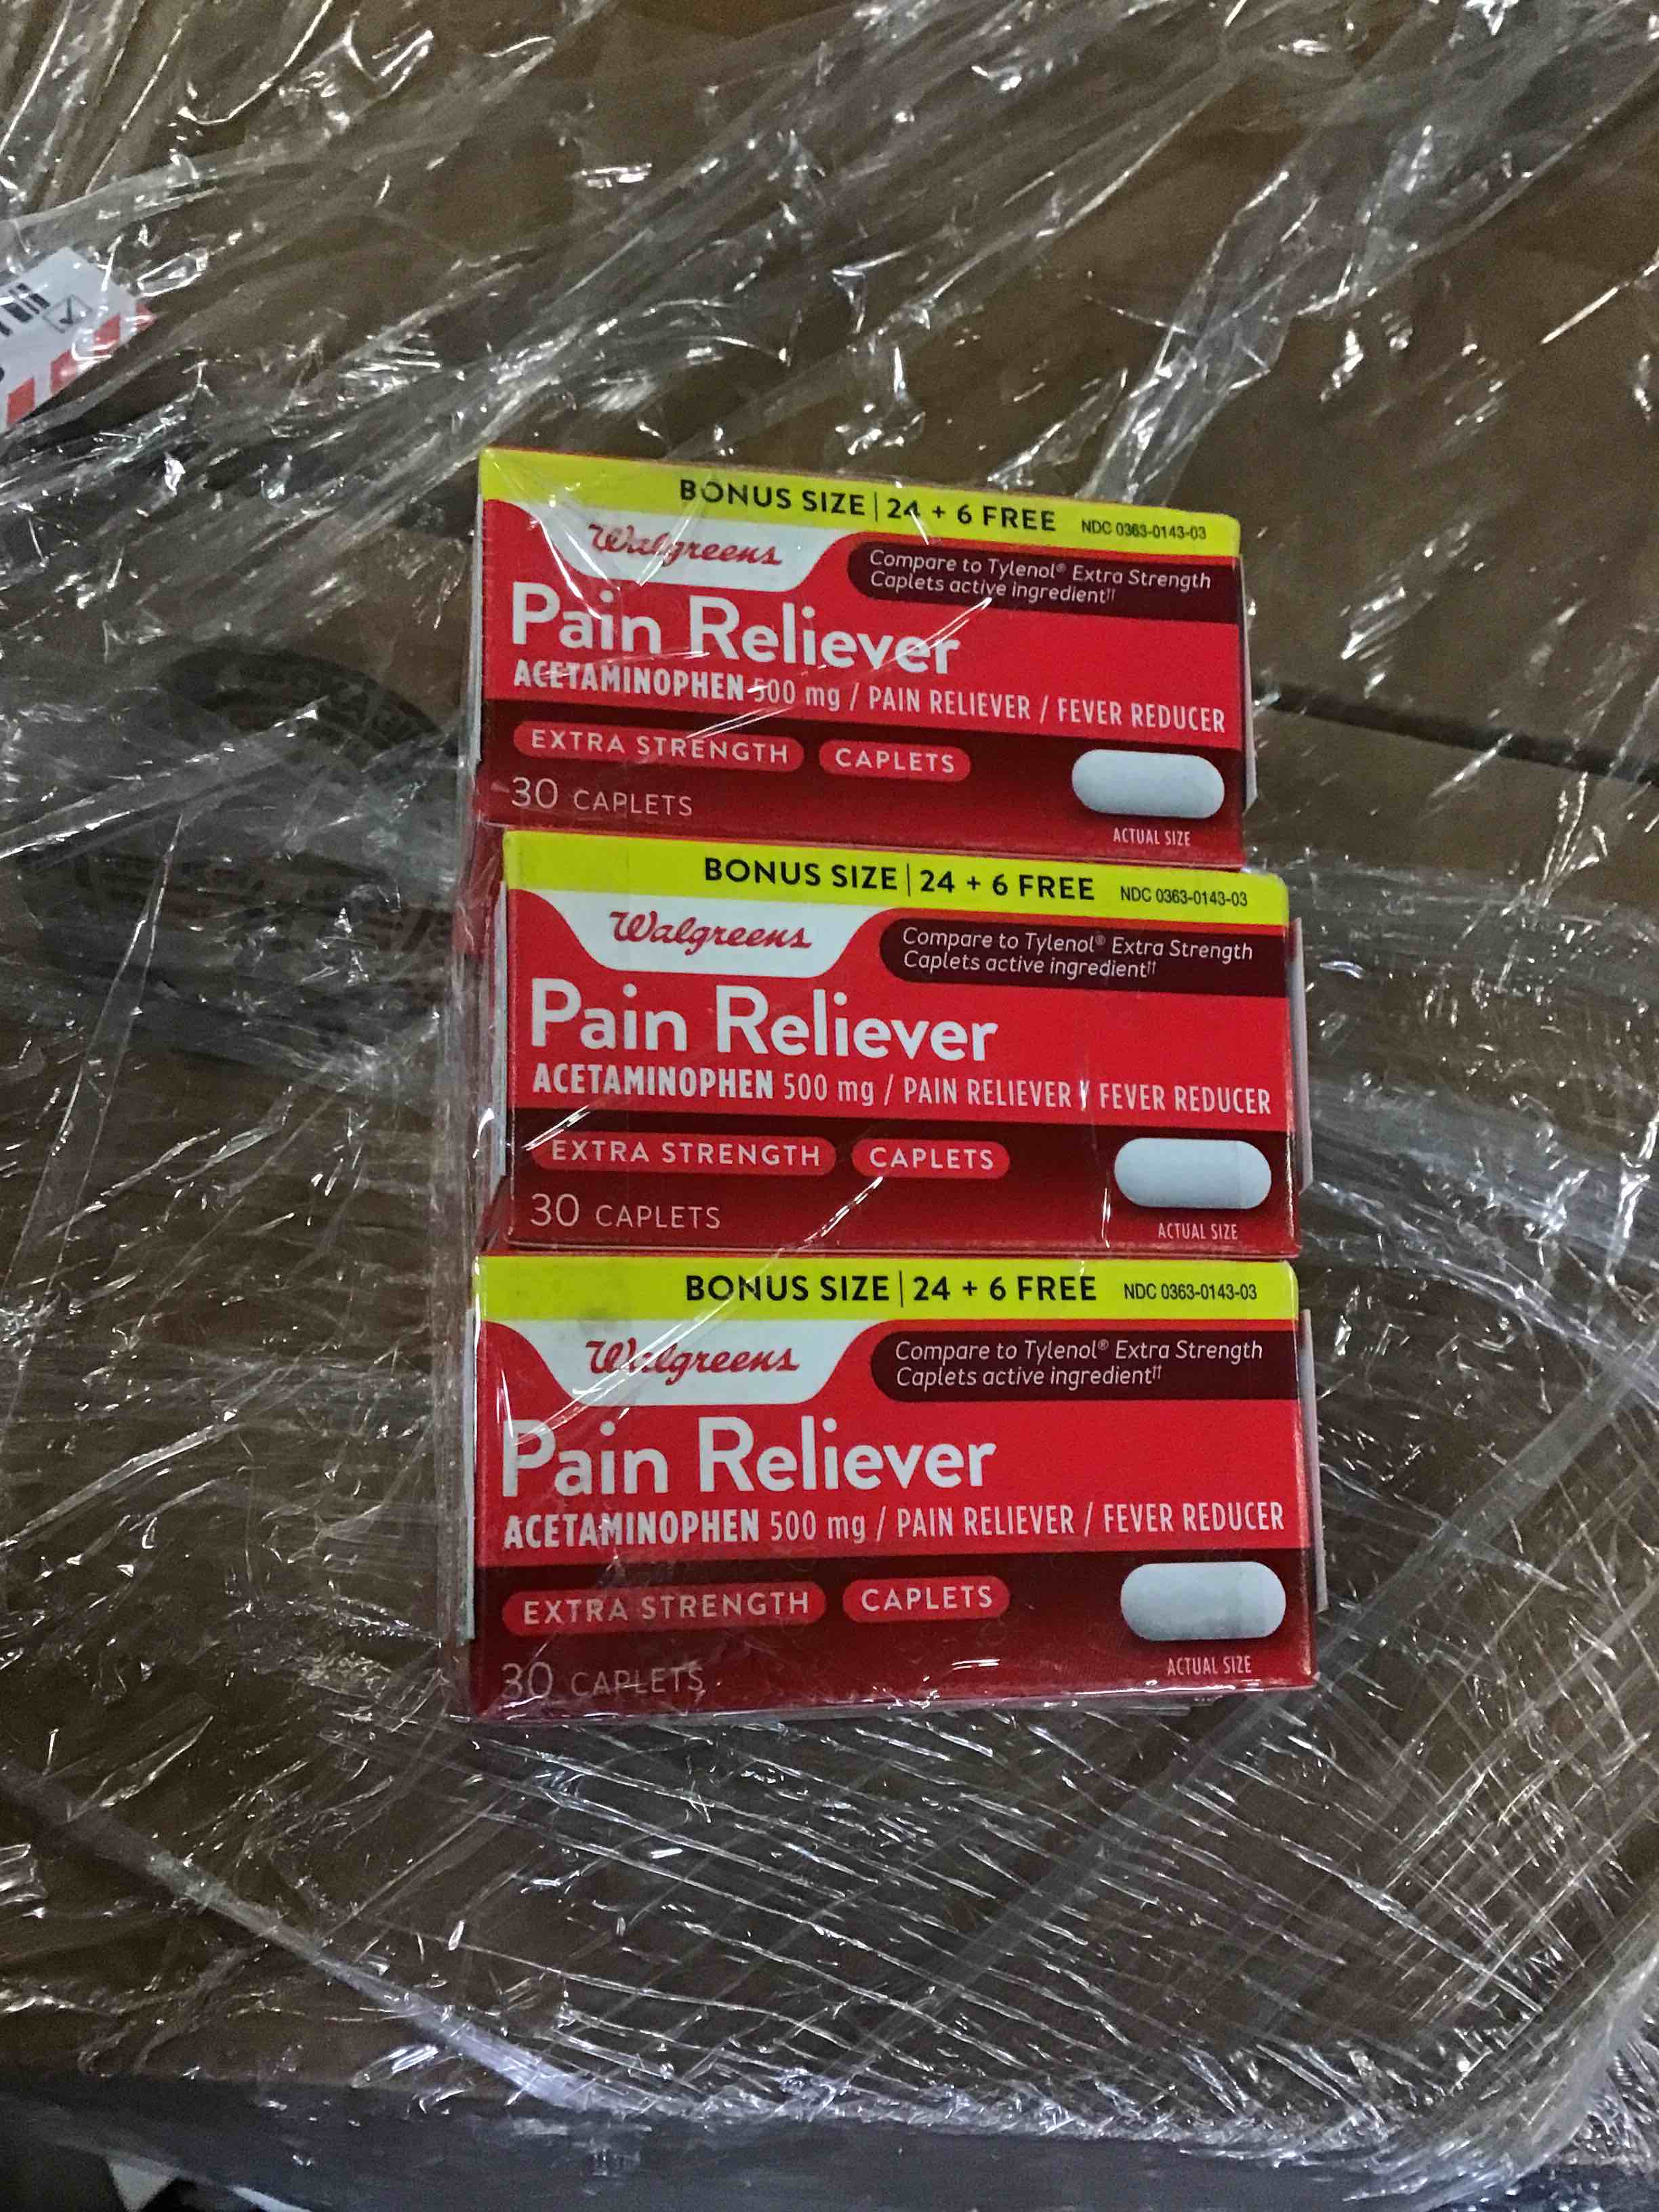 BONUS SIZE | 24 + 6 FREE NDC 0363-0143-03
Walgreens
Compare to Tylenol® Extra Strength
Caplets active ingredient††
Pain Reliever
ACETAMINOPHEN 500 mg / PAIN RELIEVER / FEVER REDUCER
EXTRA STRENGTH CAPLETS
30 CAPLETS
ACTUAL SIZE
BONUS SIZE | 24 + 6 FREE NDC 0363-0143-03
Walgreens
Compare to Tylenol® Extra Strength
Caplets active ingredient††
Pain Reliever
ACETAMINOPHEN 500 mg / PAIN RELIEVER / FEVER REDUCER
EXTRA STRENGTH CAPLETS
30 CAPLETS
ACTUAL SIZE
BONUS SIZE | 24 + 6 FREE NDC 0363-0143-03
Walgreens
Compare to Tylenol® Extra Strength
Caplets active ingredient††
Pain Reliever
ACETAMINOPHEN 500 mg / PAIN RELIEVER / FEVER REDUCER
EXTRA STRENGTH CAPLETS
30 CAPLETS
ACTUAL SIZE